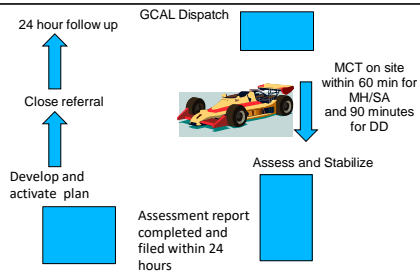 GCAL Dispatch
MCT on site
within 60 min for
MH/SA
and 90 minutes
for DD
Assess and Stabilize
Assessment report
completed and
filed within 24
hours
Develop and
activate plan
Close referral
24 hour follow up